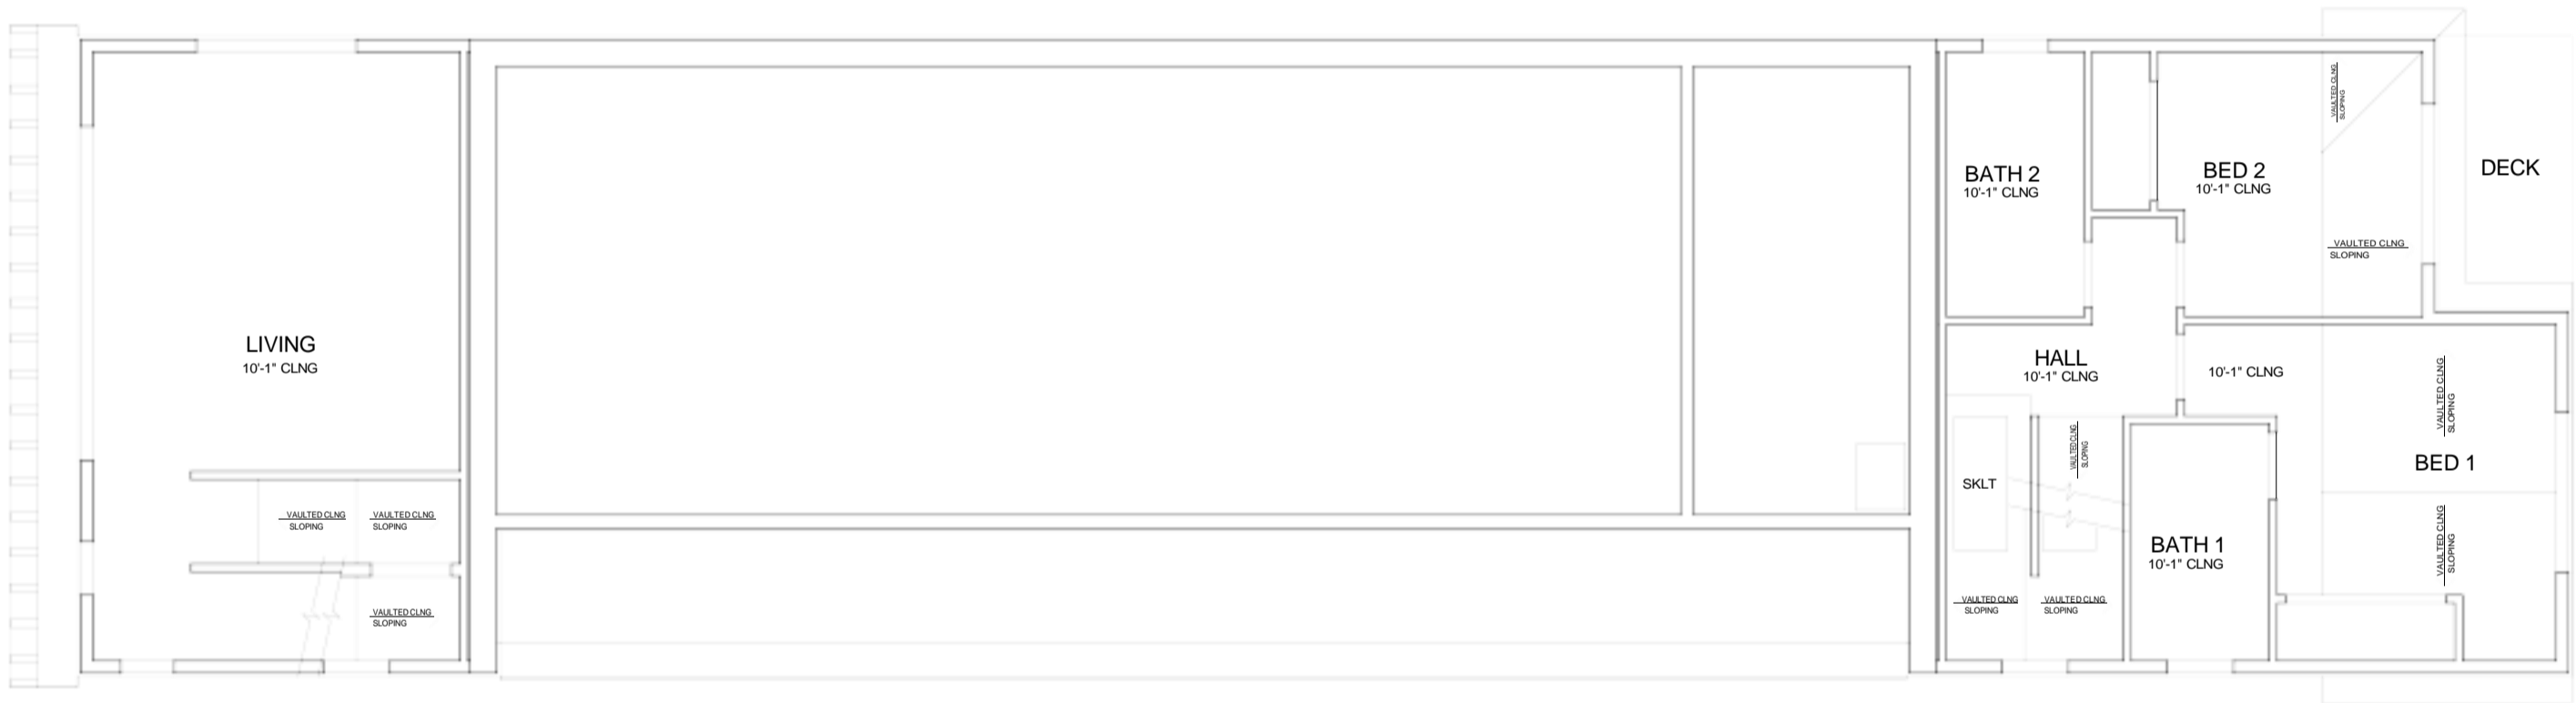 LIVING
10'-1" CLNG
VAULTED CLNG
SLOPING
VAULTED CLNG
SLOPING
VAULTED CLNG
SLOPING
BATH 2
10'-1" CLNG
BED 2
10'-1" CLNG
VAULTED CLNG
SLOPING
VAULTED CLNG
SLOPING
DECK
HALL
10'-1" CLNG
10'-1" CLNG
VAULTED CLNG
SLOPING
BED 1
VAULTED CLNG
SLOPING
SKLT
VAULTED CLNG
SLOPING
BATH 1
10'-1" CLNG
VAULTED CLNG
SLOPING
VAULTED CLNG
SLOPING